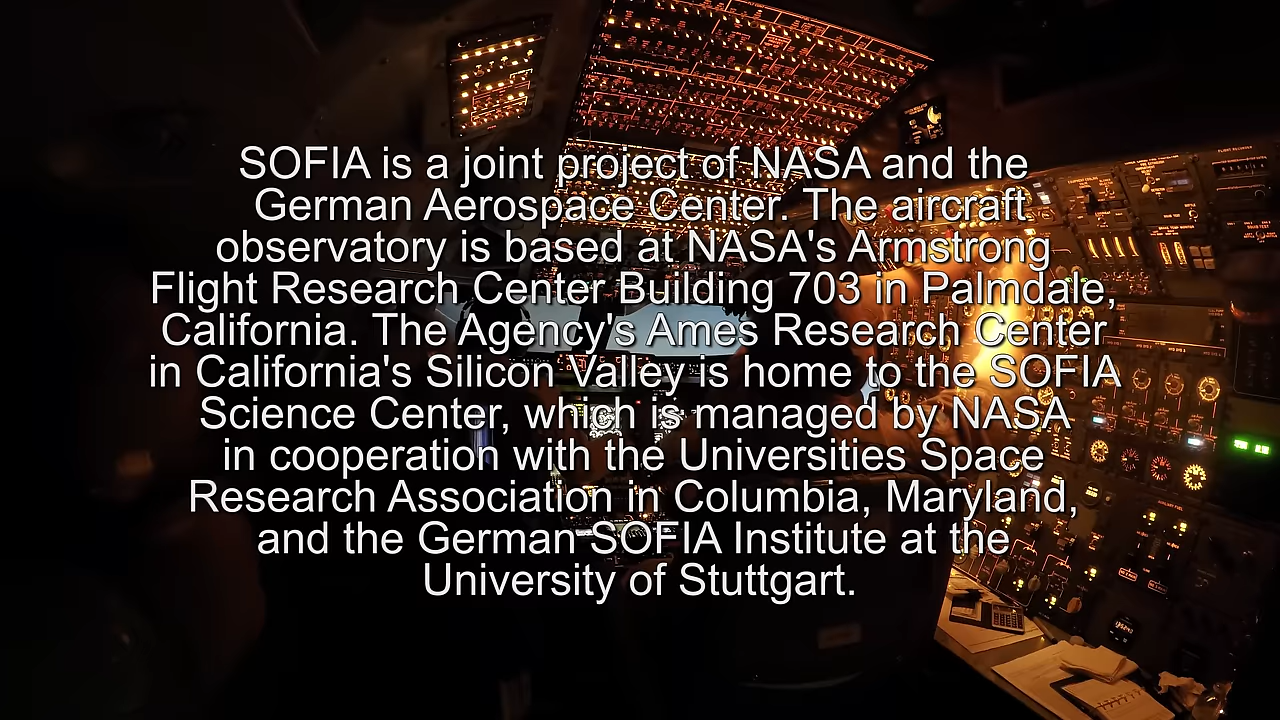 SOFIA is a joint project of NASA and the
German Aerospace Center. The aircraft
observatory is based at NASA's Armstrong
Flight Research Center Building 703 in Palmdale,
California. The Agency's Ames Research Center
in California's Silicon Valley is home to the SOFIA
Science Center, which is managed by NASA
in cooperation with the Universities Space
Research Association in Columbia, Maryland,
and the German SOFIA Institute at the
University of Stuttgart.